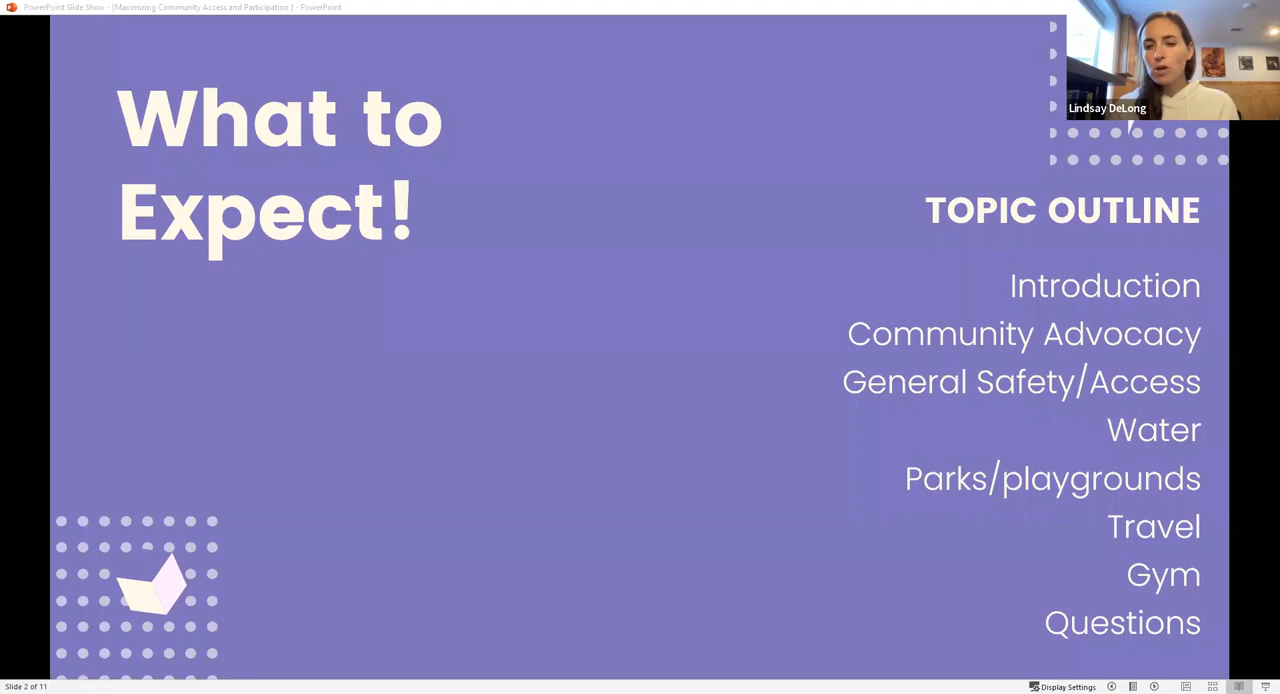 PowerPoint Slide Show - [Maximizing Community Access and Participation ] - PowerPoint
Lindsay DeLong
What to
Expect!
TOPIC OUTLINE
Introduction
Community Advocacy
General Safety/Access
Water
Parks/playgrounds
Travel
Gym
Questions
Slide 2 of 11
Display Settings